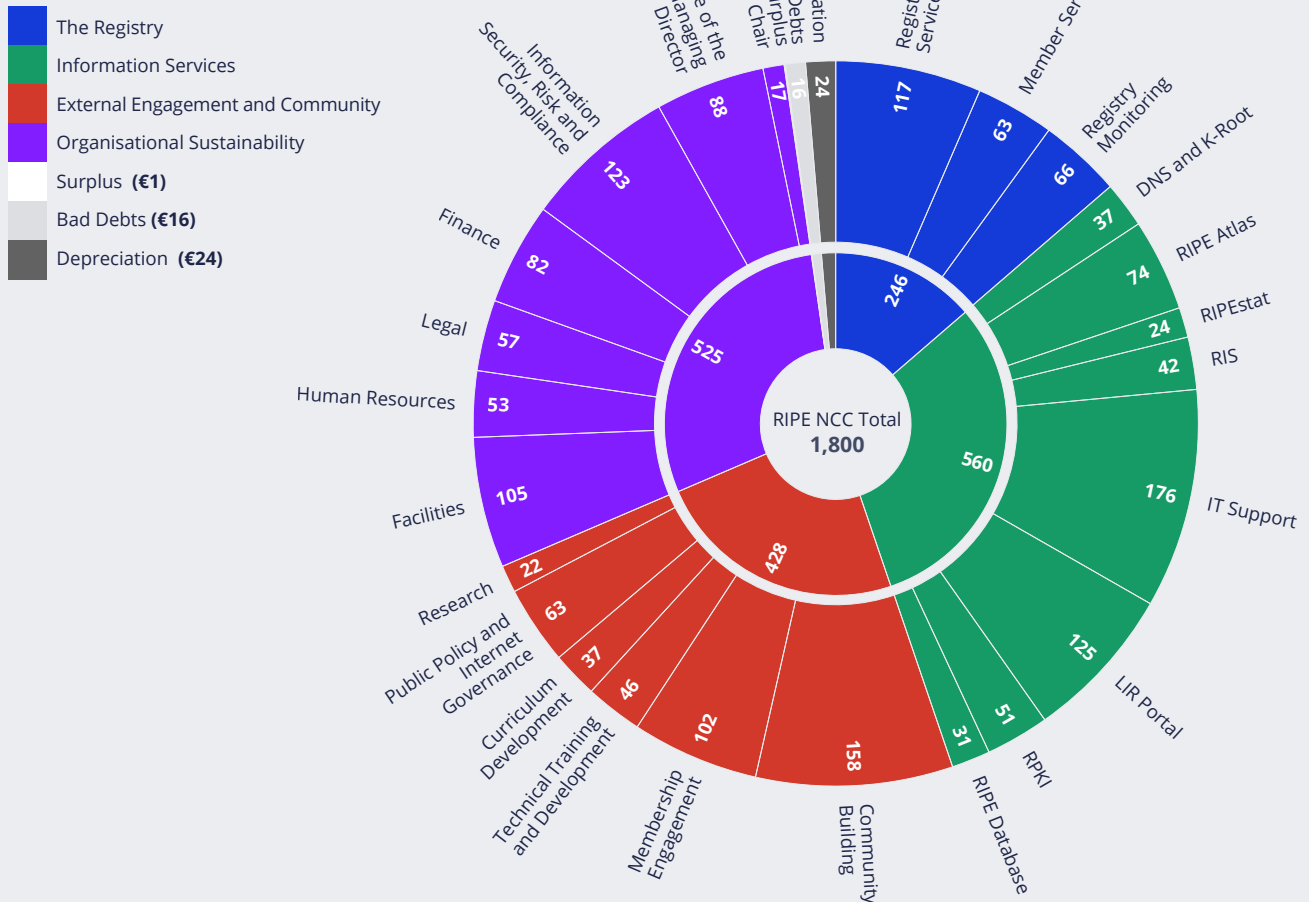 The Registry
Information Services
External Engagement and Community
Organisational Sustainability
Surplus (€1)
Bad Debts (€16)
Depreciation (€24)
of the
Managing
Director
Chair
Debts
Member Ser
Registry
Monitoring
DNS and K-Root
RIPE Atlas
RIPEstat
RIS
IT Support
LIR Portal
RPKI
RIPE Database
Community
Building
Membership
Engagement
Technical Training
and Development
Curriculum
Development
Public Policy and
Internet
Governance
Research
Facilities
Human Resources
Legal
Finance
Information
Security, Risk and
Compliance
117
63
66
37
74
24
42
176
125
51
31
158
102
46
37
63
22
105
53
57
82
123
88
17
16
24
246
560
428
525
RIPE NCC Total
1,800